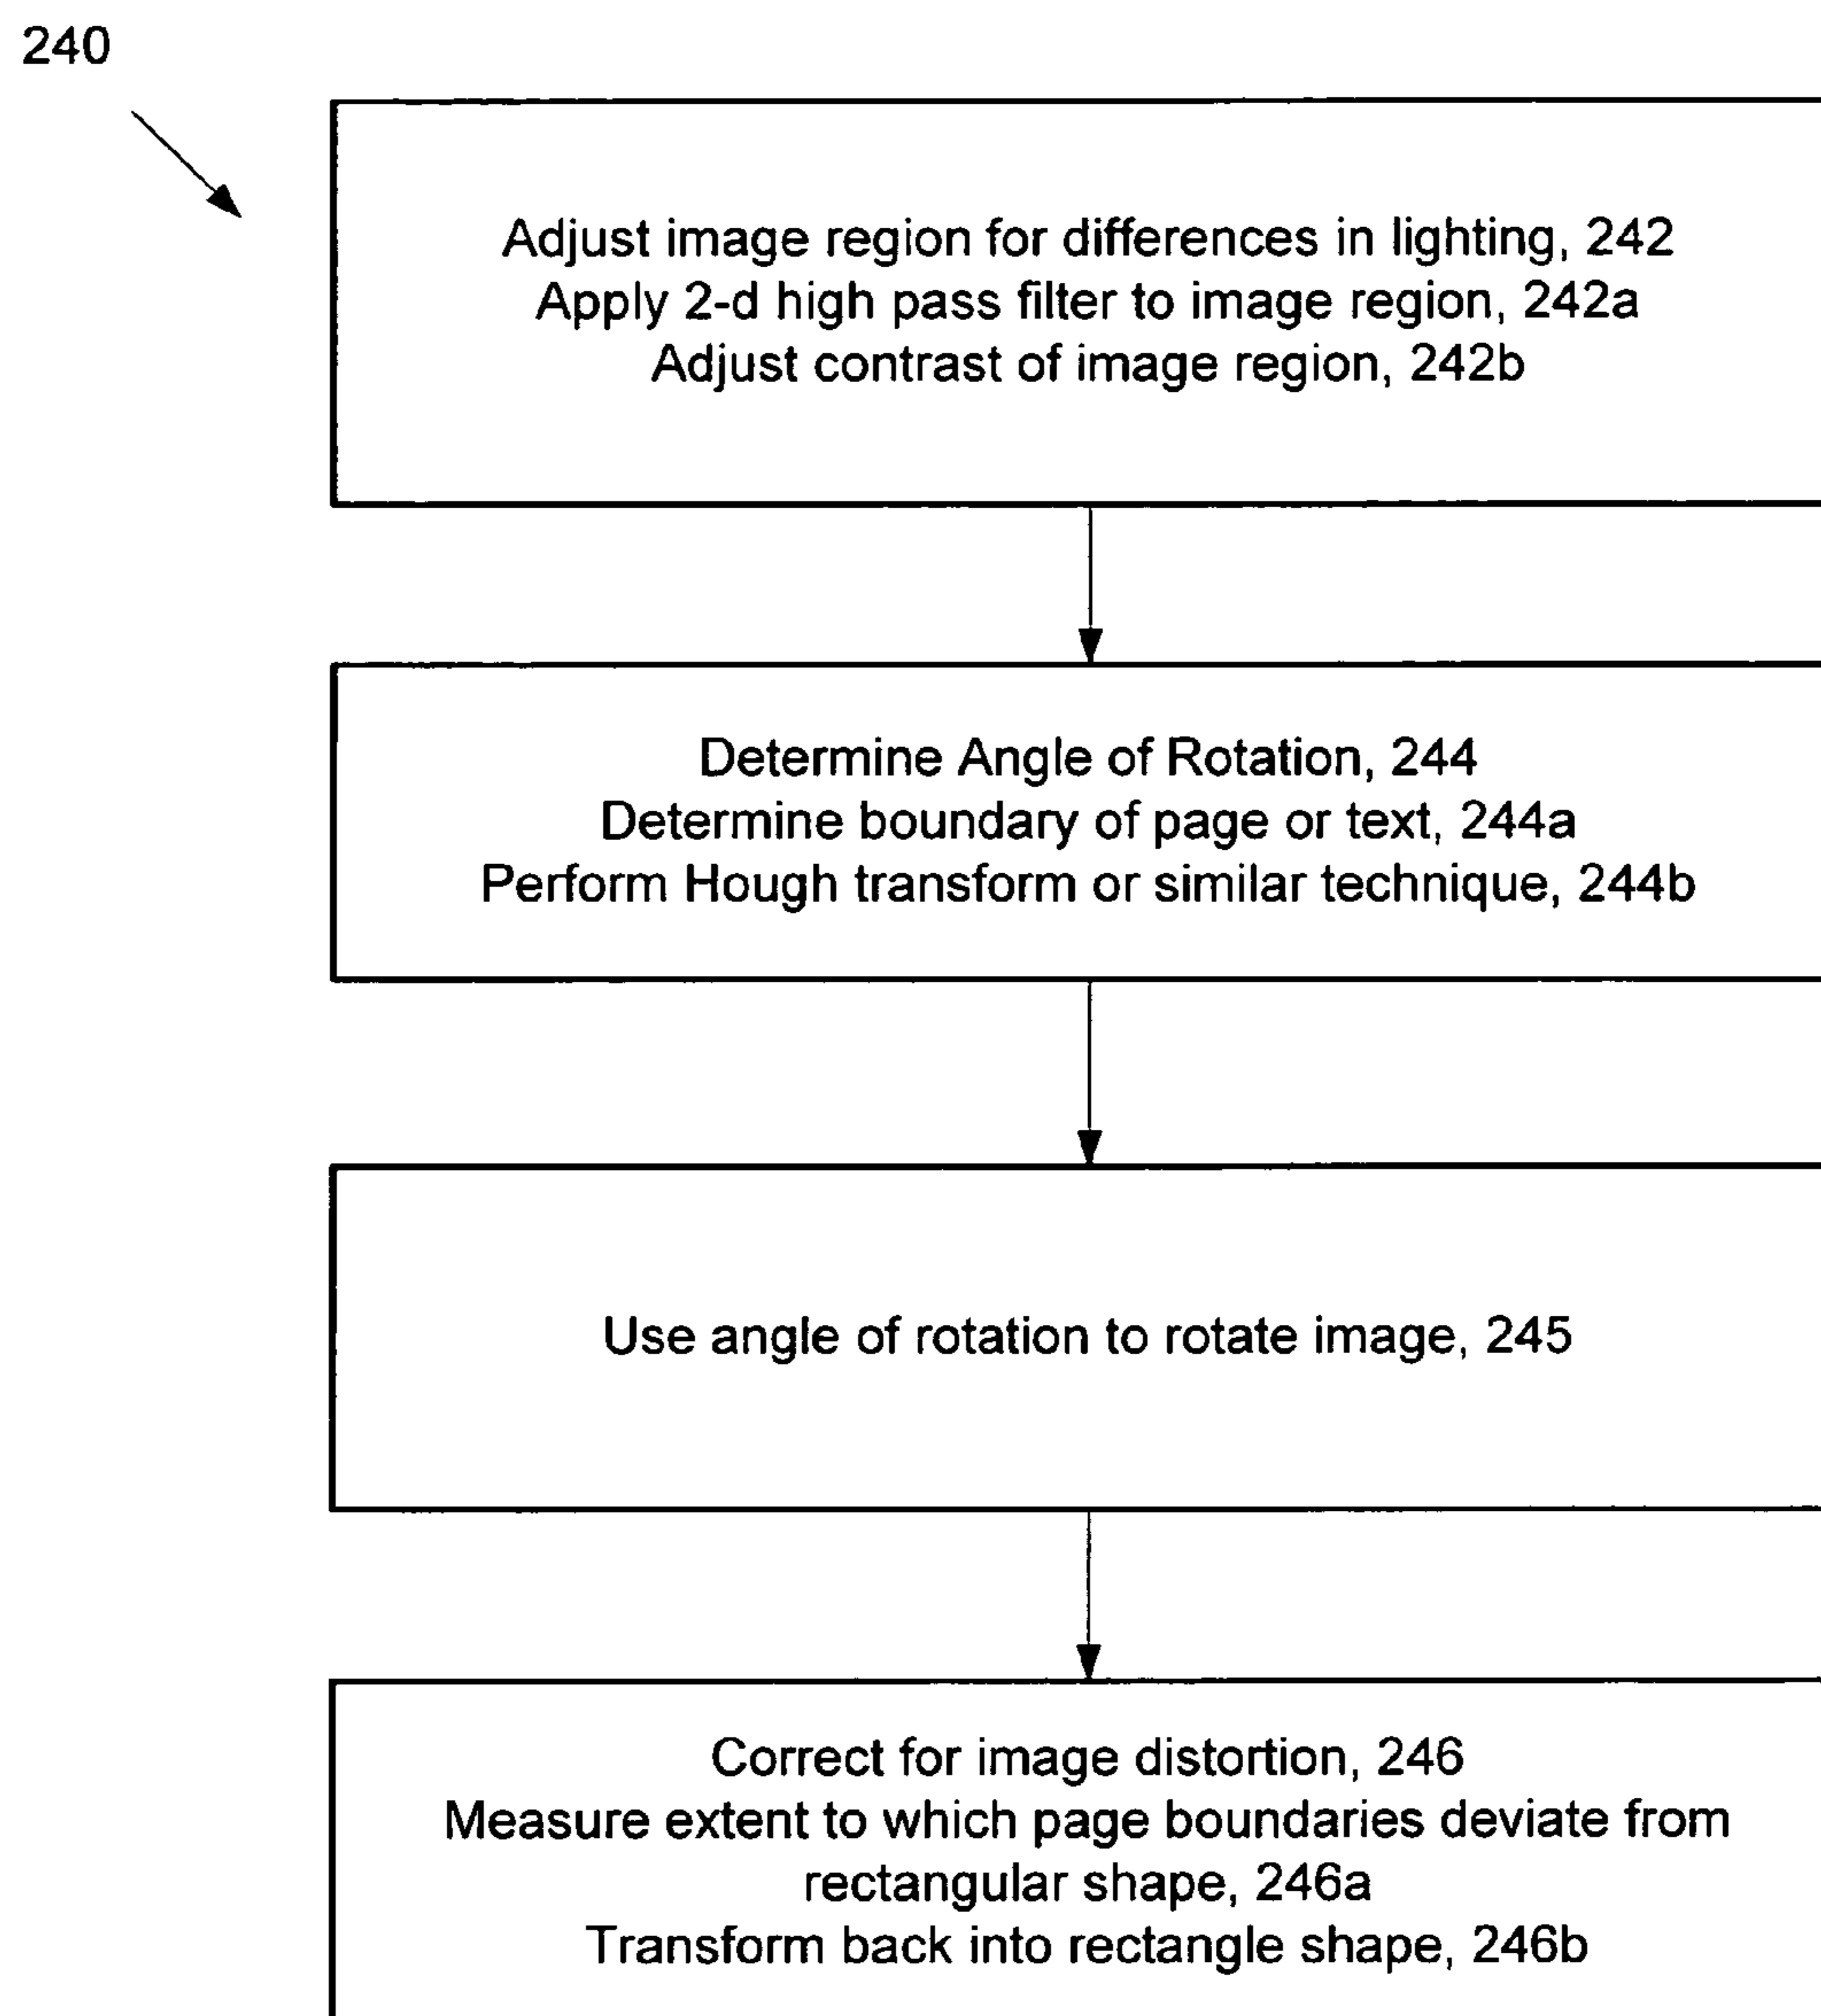 240
Adjust image region for differences in lighting, 242
Apply 2-d high pass filter to image region, 242a
Adjust contrast of image region, 242b
Determine Angle of Rotation, 244
Determine boundary of page or text, 244a
Perform Hough transform or similar technique, 244b
Use angle of rotation to rotate image, 245
Correct for image distortion, 246
Measure extent to which page boundaries deviate from
rectangular shape, 246a
Transform back into rectangle shape, 246b